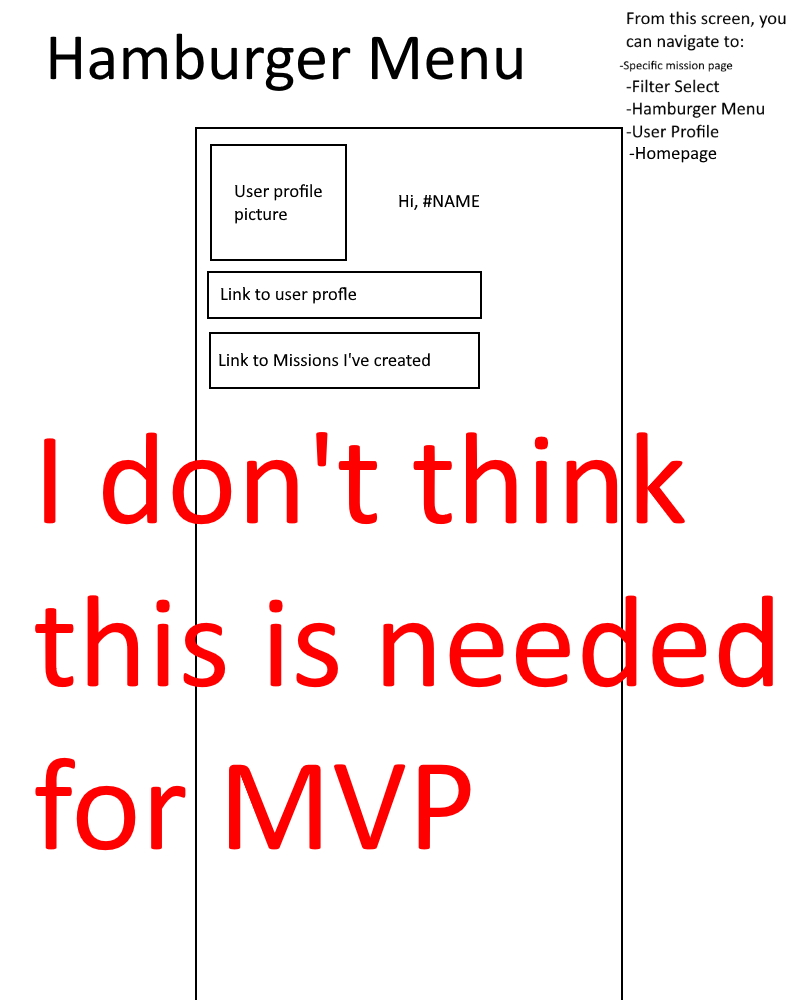 Hamburger Menu
From this screen, you
can navigate to:
-Specific mission page
-Filter Select
-Hamburger Menu
-User Profile
-Homepage
User profile
picture
Hi, #NAME
Link to user profle
Link to Missions I've created
I don't think
this is needed
for MVP